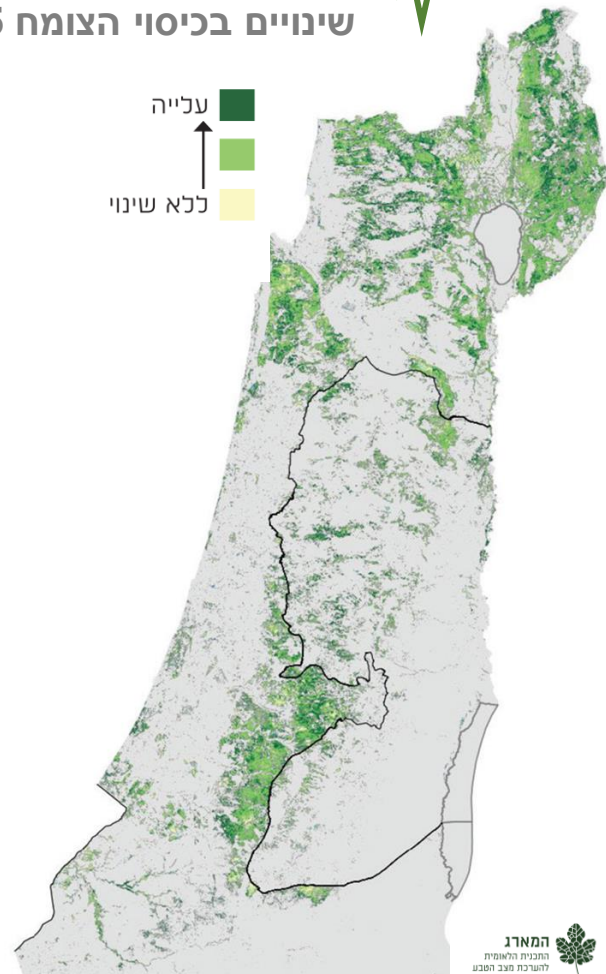 שינויים בכיסוי הצומח
עלייה
ללא שינוי
המארג
התכנית הלאומית
להערכת מצב הטבע